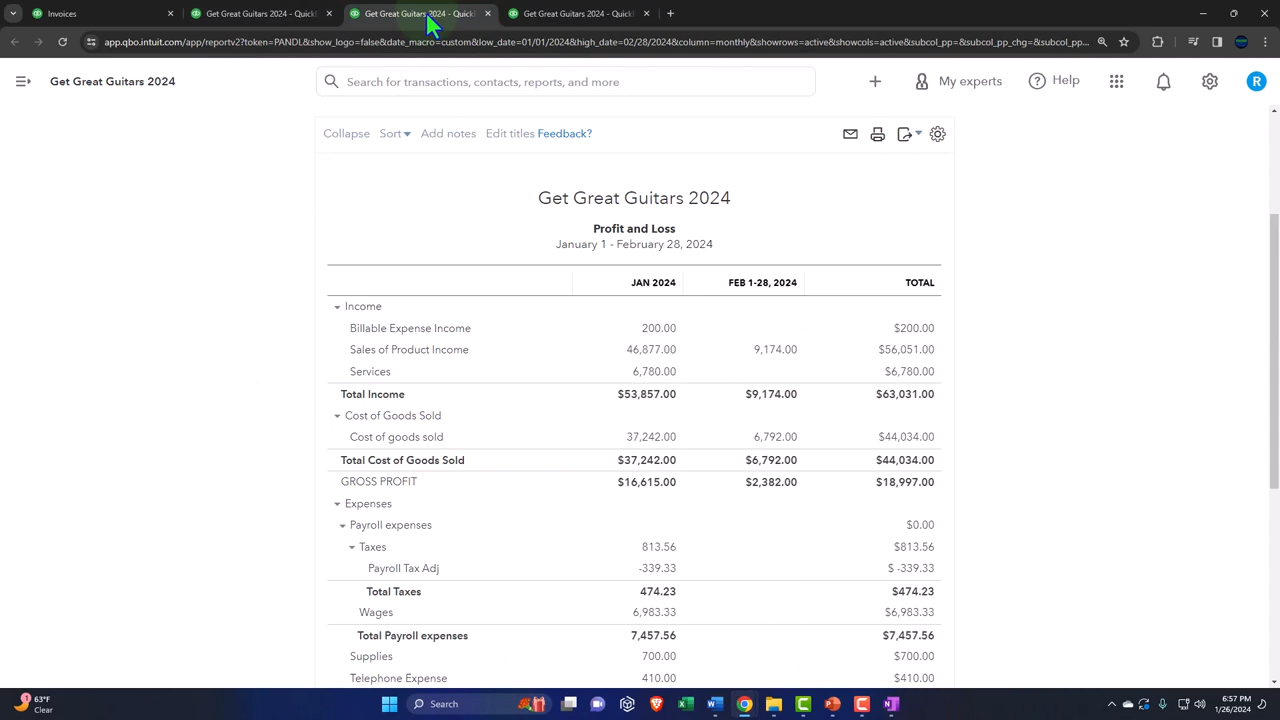 Invoices
Get Great Guitars 2024 - Quick
Get Great Guitars 2024 - Quick
Get Great Guitars 2024 - Quick
app.qbo.intuit.com/app/reportv2?token=PANDL&show_logo=false&date_macro=custom&low_date=01/01/2024&high_date=02/28/2024&column=monthly&showrows=active&subcol_pp=&subcol_pp...
Get Great Guitars 2024
Search for transactions, contacts, reports, and more
My experts
Help
R
Collapse Sort Add notes Edit titles Feedback?
Get Great Guitars 2024
Profit and Loss
January 1 - February 28, 2024
JAN 2024 FEB 1-28, 2024 TOTAL
Income
Billable Expense Income 200.00 $200.00
Sales of Product Income 46,877.00 9,174.00 $56,051.00
Services 6,780.00 $6,780.00
Total Income $53,857.00 $9,174.00 $63,031.00
Cost of Goods Sold
Cost of goods sold 37,242.00 6,792.00 $44,034.00
Total Cost of Goods Sold $37,242.00 $6,792.00 $44,034.00
GROSS PROFIT $16,615.00 $2,382.00 $18,997.00
Expenses
Payroll expenses $0.00
Taxes 813.56 $813.56
Payroll Tax Adj -339.33 $ -339.33
Total Taxes 474.23 $474.23
Wages 6,983.33 $6,983.33
Total Payroll expenses 7,457.56 $7,457.56
Supplies 700.00 $700.00
Telephone Expense 410.00 $410.00
1
63°F
Clear
Search
6:57 PM
1/26/2024